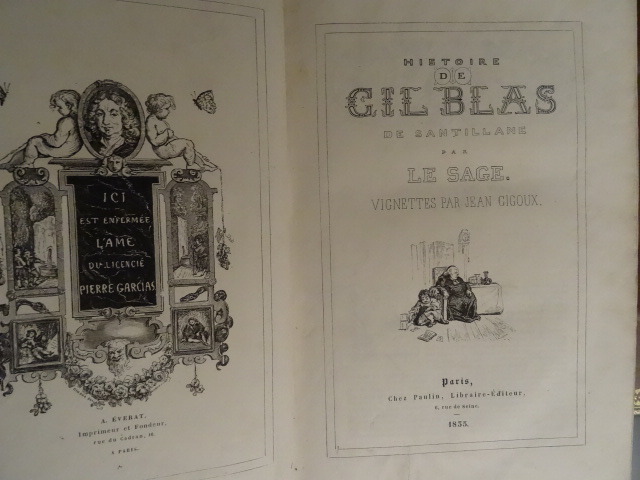 ICI
EST ENFERMÉE
L'AME
DU LICENCIÉ
PIERRE GARCIAS
A. ÉVERAT,
Imprimeur et Fondeur,
rue du Cadran, 16,
A PARIS.
HISTOIRE
DE
GIL BLAS
DE SANTILLANE
PAR
LE SAGE.
VIGNETTES PAR JEAN GIGOUX.
Paris,
Chez Paulin, Libraire-Éditeur,
6, rue de Seine.
1835.